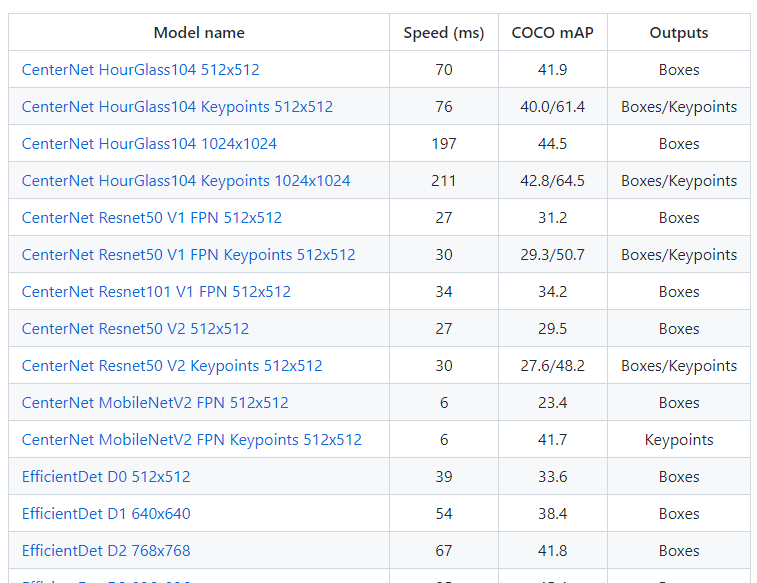 Model name Speed (ms) COCO mAP Outputs
CenterNet HourGlass104 512x512 70 41.9 Boxes
CenterNet HourGlass104 Keypoints 512x512 76 40.0/61.4 Boxes/Keypoints
CenterNet HourGlass104 1024x1024 197 44.5 Boxes
CenterNet HourGlass104 Keypoints 1024x1024 211 42.8/64.5 Boxes/Keypoints
CenterNet Resnet50 V1 FPN 512x512 27 31.2 Boxes
CenterNet Resnet50 V1 FPN Keypoints 512x512 30 29.3/50.7 Boxes/Keypoints
CenterNet Resnet101 V1 FPN 512x512 34 34.2 Boxes
CenterNet Resnet50 V2 512x512 27 29.5 Boxes
CenterNet Resnet50 V2 Keypoints 512x512 30 27.6/48.2 Boxes/Keypoints
CenterNet MobileNetV2 FPN 512x512 6 23.4 Boxes
CenterNet MobileNetV2 FPN Keypoints 512x512 6 41.7 Keypoints
EfficientDet D0 512x512 39 33.6 Boxes
EfficientDet D1 640x640 54 38.4 Boxes
EfficientDet D2 768x768 67 41.8 Boxes